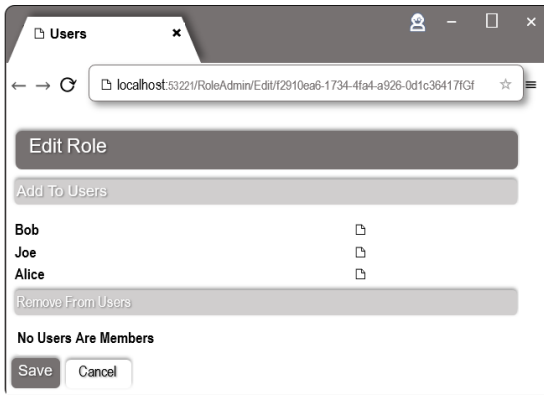 Users
localhost:53221/RoleAdmin/Edit/f2910ea6-1734-4fa4-a926-0d1c36417fGf
Edit Role
Add To Users
Bob
Joe
Alice
Remove From Users
No Users Are Members
Save Cancel